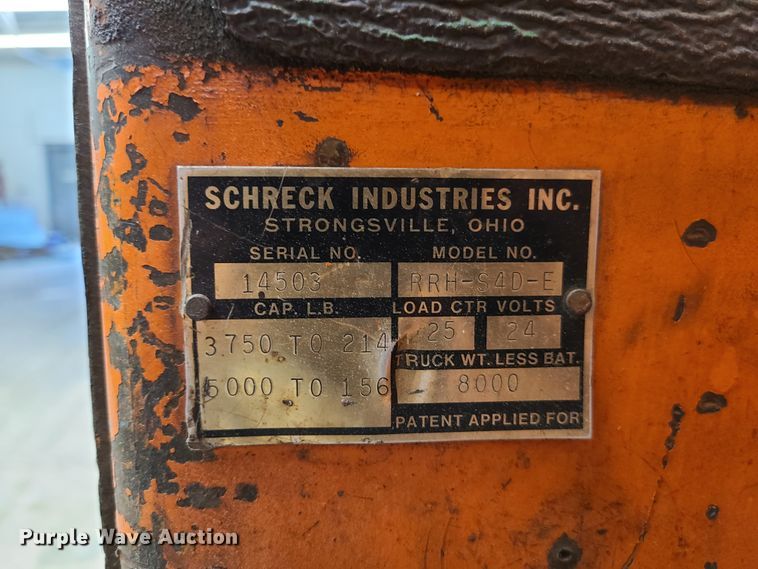 SCHRECK INDUSTRIES INC.
STRONGSVILLE, OHIO
SERIAL NO. MODEL NO.
14503 RRH-S4D-E
CAP. L.B. LOAD CTR VOLTS
3750 TO 214 25 24
TRUCK WT. LESS BAT.
5000 TO 156 8000
PATENT APPLIED FOR
Purple Wave Auction